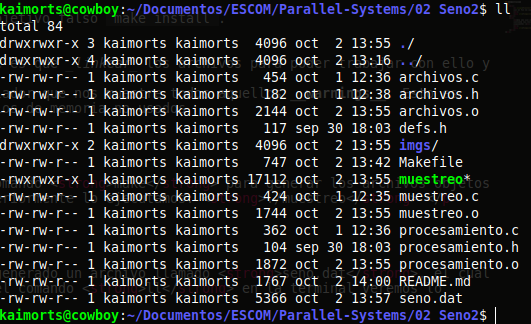 kaimorts@cowboy:~/Documentos/ESCOM/Parallel-Systems/02 Seno2$ ll
total 84
drwxrwxr-x 3 kaimorts kaimorts  4096 oct  2 13:55 ./
drwxrwxr-x 4 kaimorts kaimorts  4096 oct  2 13:16 ../
-rw-rw-r-- 1 kaimorts kaimorts   454 oct  1 12:36 archivos.c
-rw-rw-r-- 1 kaimorts kaimorts   182 oct  1 12:38 archivos.h
-rw-rw-r-- 1 kaimorts kaimorts  2144 oct  2 13:55 archivos.o
-rw-rw-r-- 1 kaimorts kaimorts   117 sep 30 18:03 defs.h
drwxrwxr-x 2 kaimorts kaimorts  4096 oct  2 13:55 imgs/
-rw-rw-r-- 1 kaimorts kaimorts   747 oct  2 13:42 Makefile
-rwxrwxr-x 1 kaimorts kaimorts 17112 oct  2 13:55 muestreo*
-rw-rw-r-- 1 kaimorts kaimorts   424 oct  1 12:35 muestreo.c
-rw-rw-r-- 1 kaimorts kaimorts  1744 oct  2 13:55 muestreo.o
-rw-rw-r-- 1 kaimorts kaimorts   362 oct  1 12:36 procesamiento.c
-rw-rw-r-- 1 kaimorts kaimorts   104 sep 30 18:03 procesamiento.h
-rw-rw-r-- 1 kaimorts kaimorts  1872 oct  2 13:55 procesamiento.o
-rw-rw-r-- 1 kaimorts kaimorts  1767 oct  2 14:00 README.md
-rw-rw-r-- 1 kaimorts kaimorts  5366 oct  2 13:57 seno.dat
kaimorts@cowboy:~/Documentos/ESCOM/Parallel-Systems/02 Seno2$